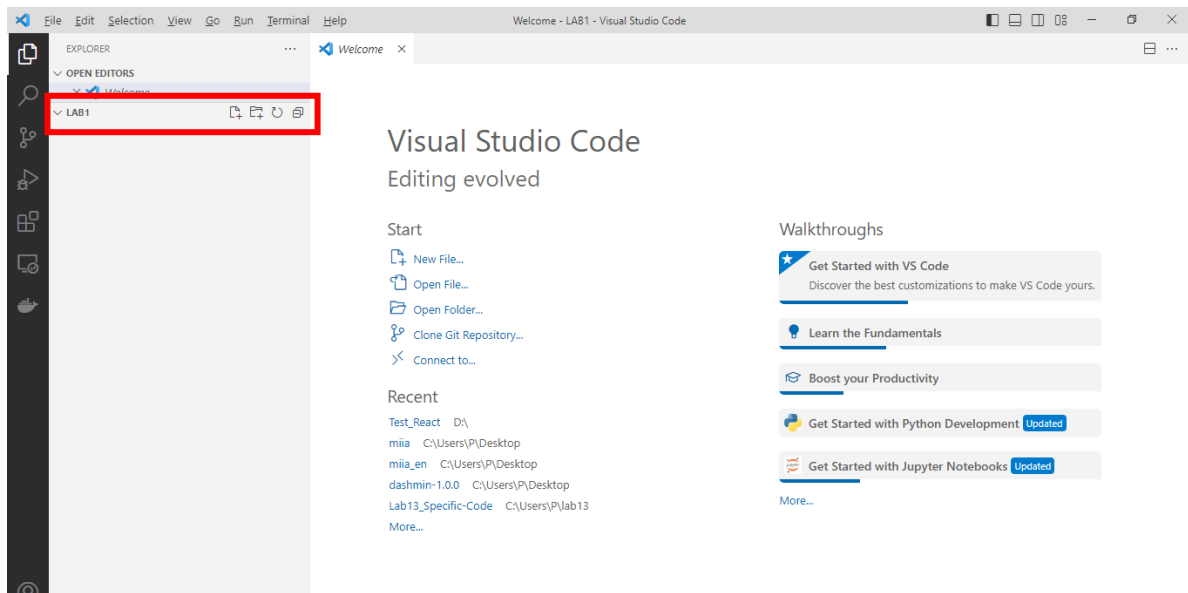 File Edit Selection View Go Run Terminal Help
Welcome - LAB1 - Visual Studio Code
EXPLORER
Welcome
OPEN EDITORS
Welcome
LAB1
Visual Studio Code
Editing evolved
Start
New File...
Open File...
Open Folder...
Clone Git Repository...
Connect to...
Recent
Test_React D:\
miia C:\Users\P\Desktop
miia_en C:\Users\P\Desktop
dashmin-1.0.0 C:\Users\P\Desktop
Lab13_Specific-Code C:\Users\P\lab13
More...
Walkthroughs
Get Started with VS Code
Discover the best customizations to make VS Code yours.
Learn the Fundamentals
Boost your Productivity
Get Started with Python Development Updated
Get Started with Jupyter Notebooks Updated
More...